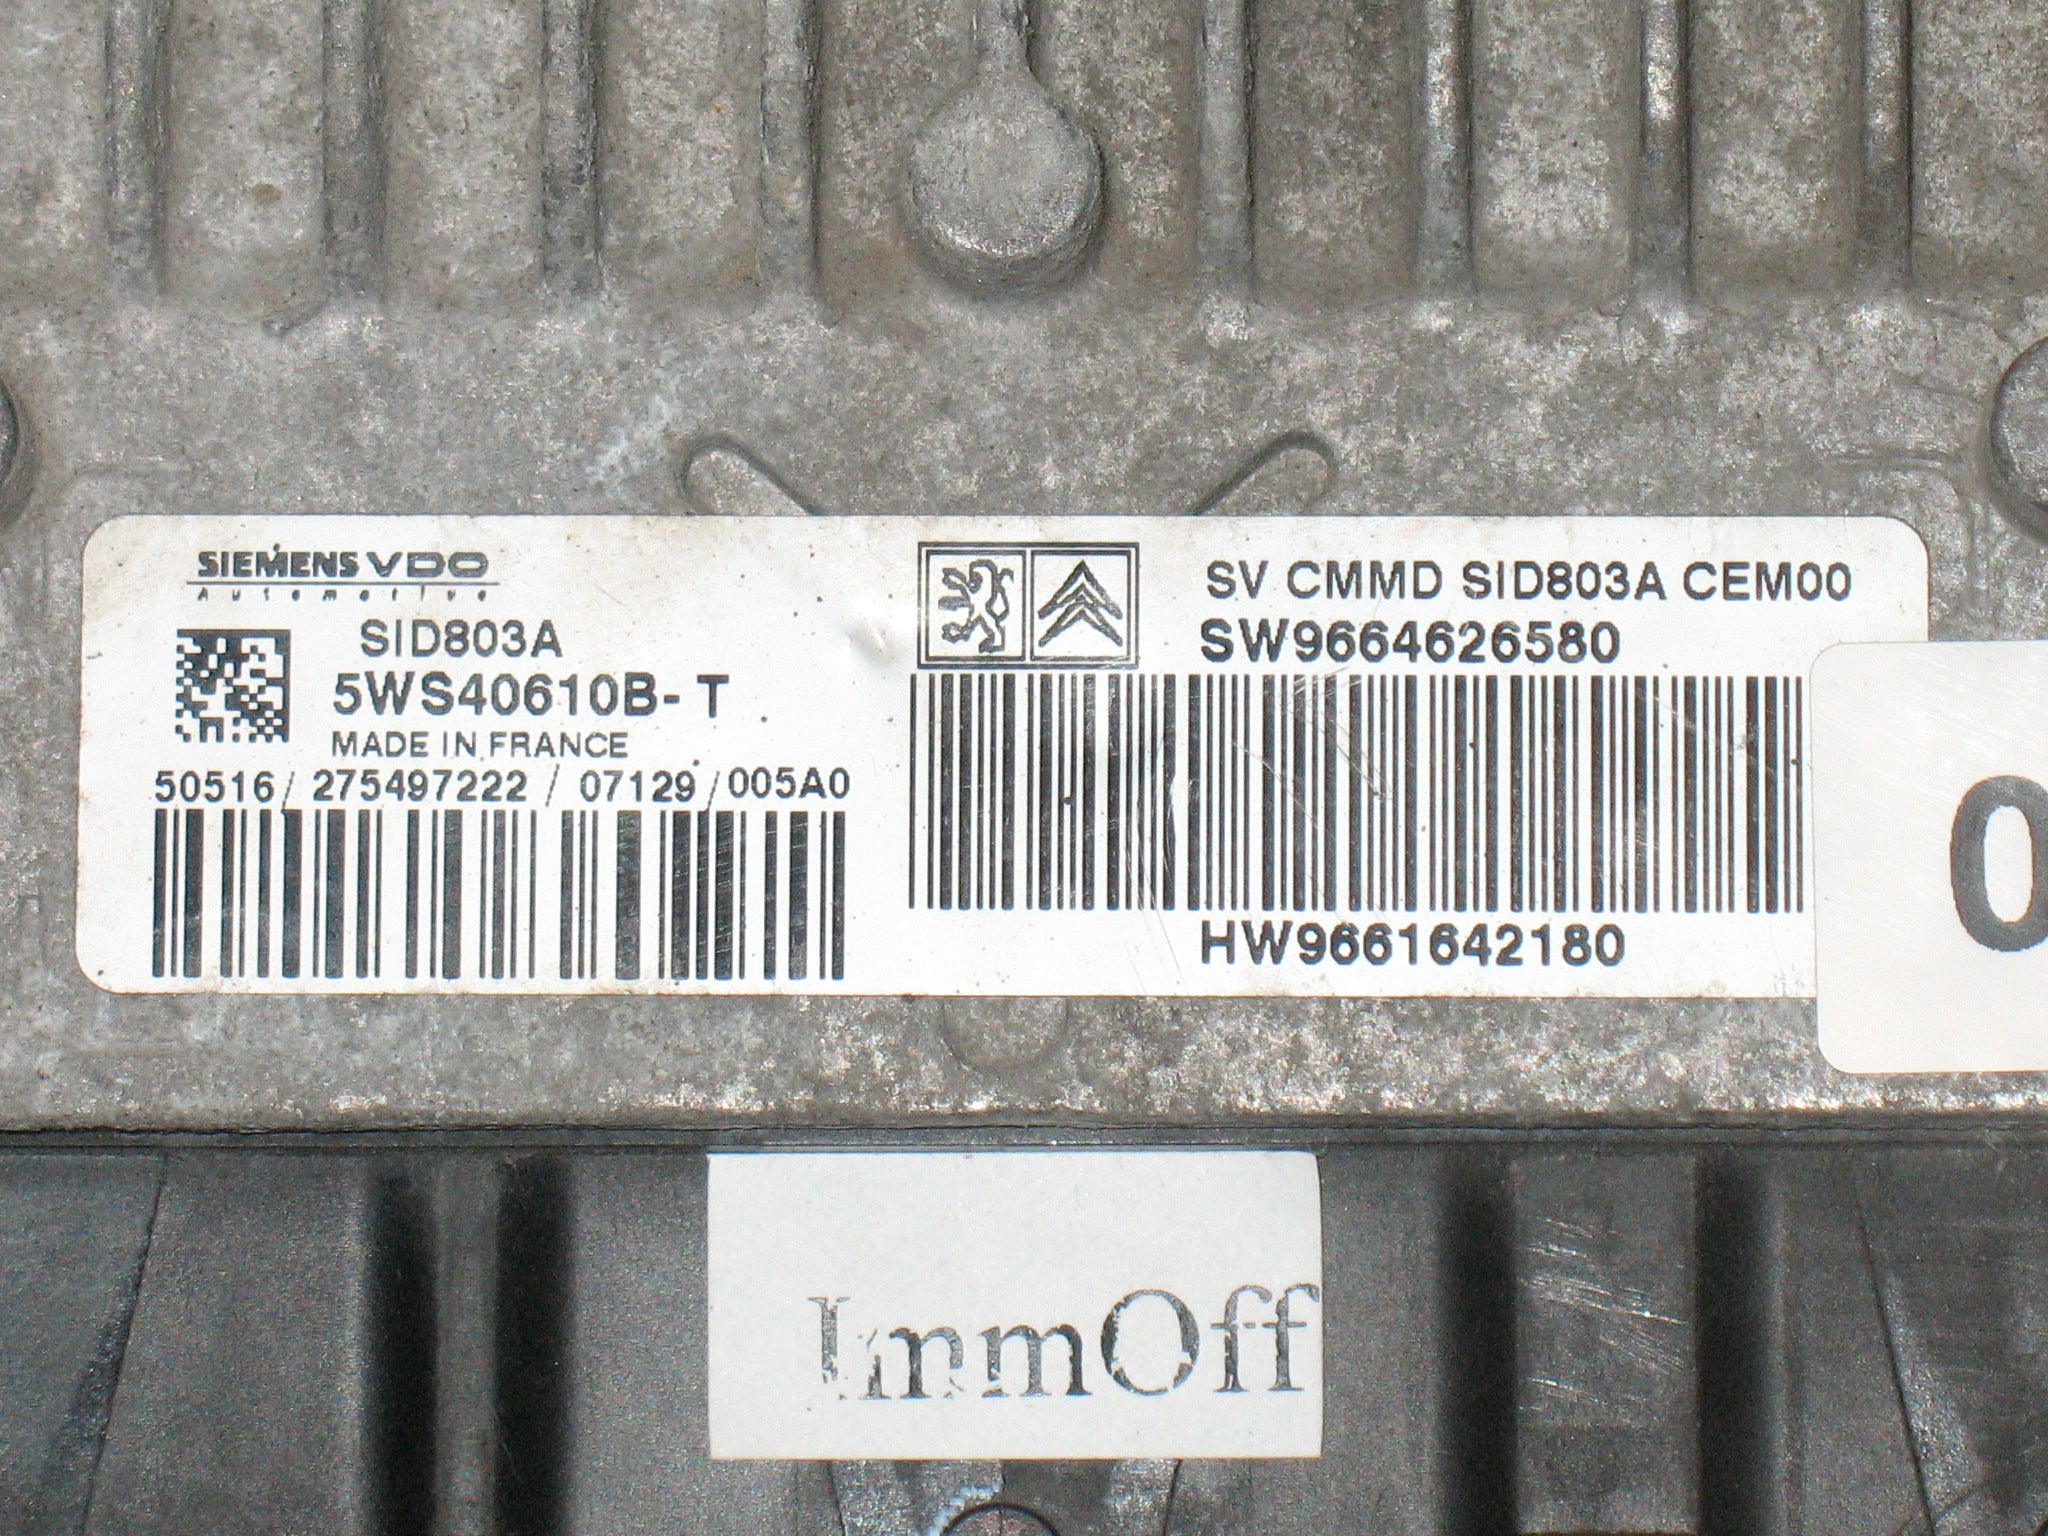 SIEMENS VDO
Automotive
SID803A
5WS40610B-T
MADE IN FRANCE
50516 / 275497222 / 07129 / 005A0
SV CMMD SID803A CEM00
SW9664626580
HW9661642180
0
ImmOff